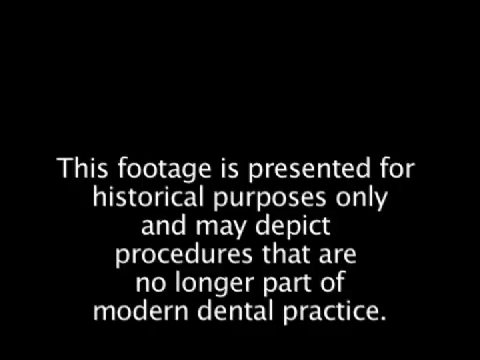 This footage is presented for
historical purposes only
and may depict
procedures that are
no longer part of
modern dental practice.